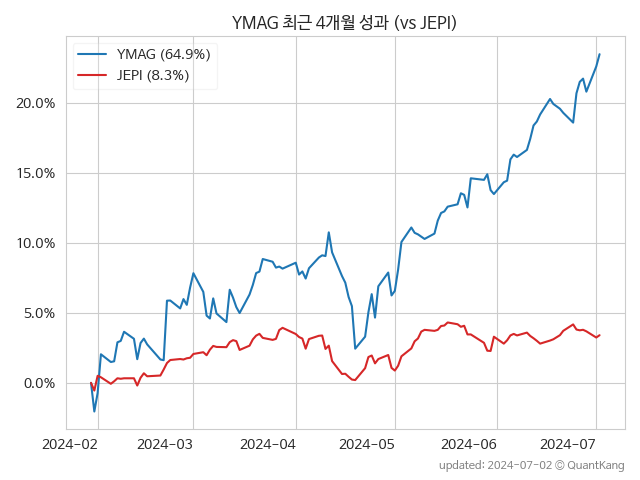 YMAG 최근 4개월 성과 (vs JEPI)
YMAG (64.9%)
JEPI (8.3%)
20.0%
15.0%
10.0%
5.0%
0.0%
2024-02
2024-03
2024-04
2024-05
2024-06
2024-07
updated: 2024-07-02 © QuantKang